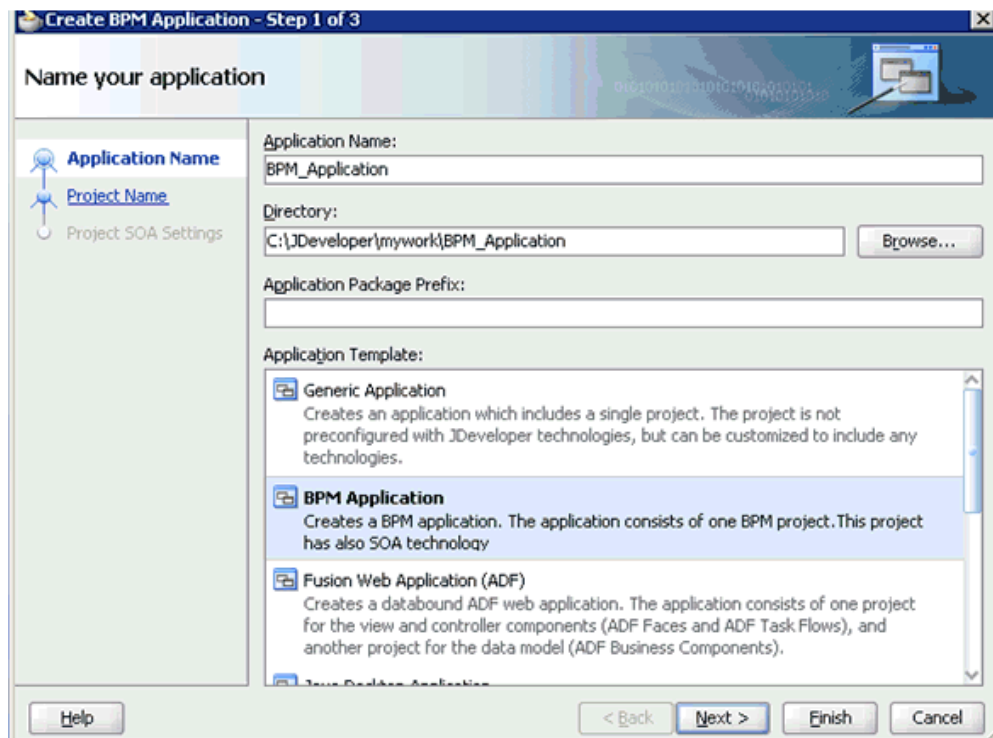 Create BPM Application - Step 1 of 3
Name your application
Application Name
Project Name
Project SOA Settings
Application Name:
BPM_Application
Directory:
C:\JDeveloper\mywork\BPM_Application
Browse...
Application Package Prefix:
Application Template:
Generic Application
Creates an application which includes a single project. The project is not
preconfigured with JDeveloper technologies, but can be customized to include any
technologies.
BPM Application
Creates a BPM application. The application consists of one BPM project.This project
has also SOA technology
Fusion Web Application (ADF)
Creates a databound ADF web application. The application consists of one project
for the view and controller components (ADF Faces and ADF Task Flows), and
another project for the data model (ADF Business Components).
Java Desktop Application
Help
< Back
Next >
Finish
Cancel